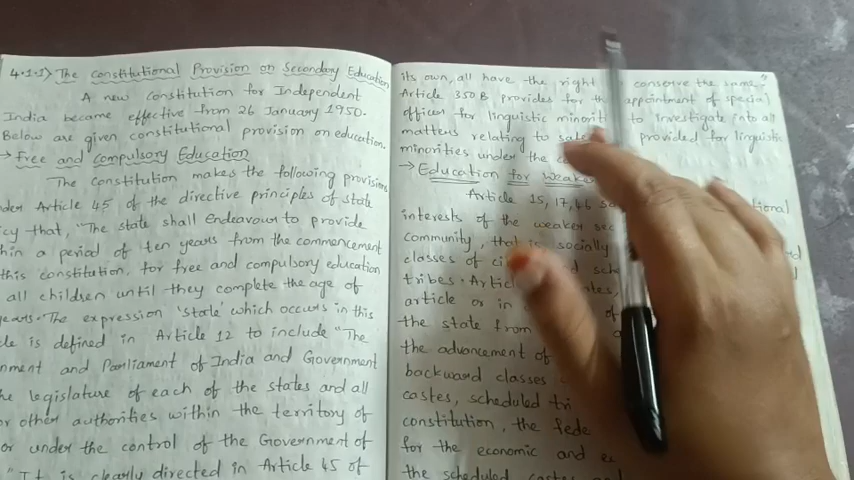 4.1.1) The Constitutional Provision on Secondary Education
A new constitution for Independent
India became effective from 26 January 1950.
Below are given constitutional provision on education.
→ Free and Compulsory Education
The constitution makes the following provision
Article 45 of the directive principles of state
that, "The state shall endeavour to provide
a period of ten years from the commencement
this constitution, for free and compulsory education
all children until they complete the age of
The expression 'state' which occurs in this
is defined in Article 12 to include "The
and Parliament of India and Government
legislature of each of the states and all
other authorities within the territory of
or under the control of the Government of
"It is clearly directed in Article 45 of
its own, all have the right conserve the same.
Article 350B provides for the appointment of special
officer for linguistic to investigate into all
matters relating to provided for linguistic
minorities under the
→ Education for
Article 15, 17, 46
interests of the weaker
community, that is socially
classes of
tribes.
article or in of
the state from
the advancement of
backward classes
castes, scheduled
constitution, the
for the economic and
the scheduled castes